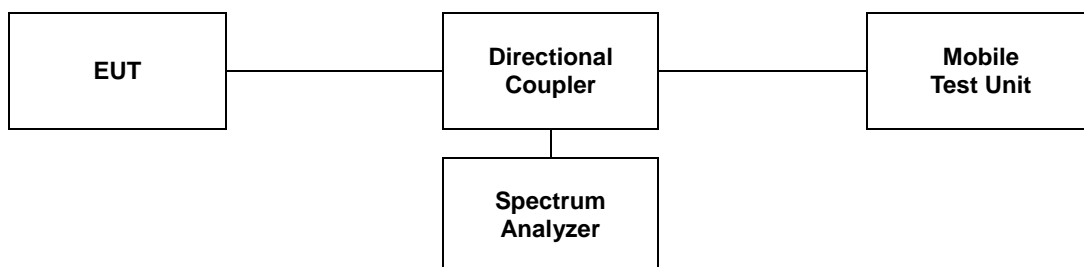 EUT
Directional
Coupler
Mobile
Test Unit
Spectrum
Analyzer